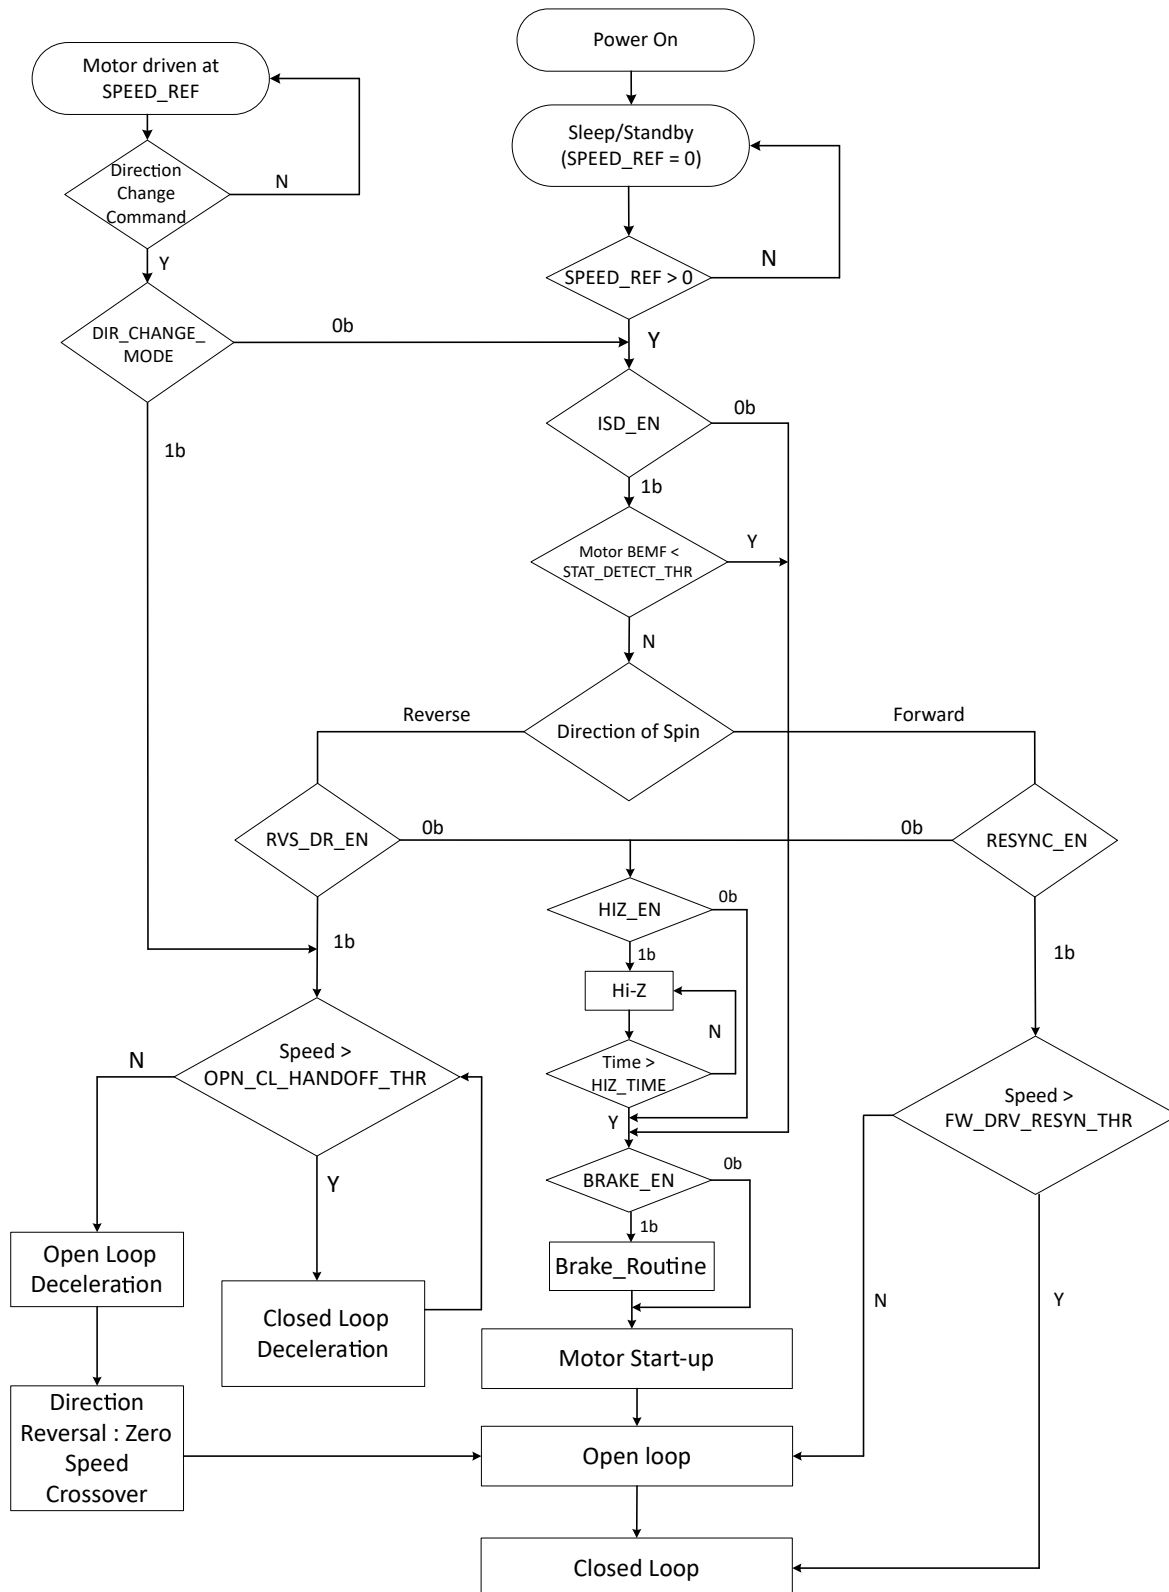 Power On
Motor driven at
SPEED_REF
Sleep/Standby
(SPEED_REF = 0)
Direction
Change
Command
N
Y
SPEED_REF > 0
N
Y
DIR_CHANGE_
MODE
0b
1b
ISD_EN
0b
1b
Motor BEMF <
STAT_DETECT_THR
Y
N
Reverse
Direction of Spin
Forward
RVS_DR_EN
0b
0b
RESYNC_EN
1b
1b
HIZ_EN
0b
1b
Hi-Z
N
Time >
HIZ_TIME
Y
Speed >
OPN_CL_HANDOFF_THR
N
Y
Speed >
FW_DRV_RESYN_THR
N
Y
BRAKE_EN
0b
1b
Brake_Routine
Open Loop
Deceleration
Closed Loop
Deceleration
Motor Start-up
Direction
Reversal : Zero
Speed
Crossover
Open loop
Closed Loop